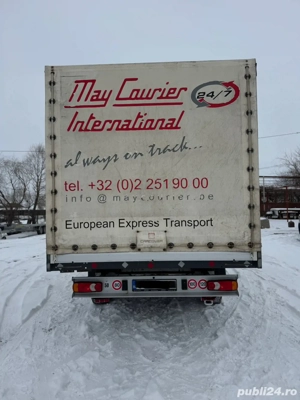 May Courier
24/7
International
always on track...
tel. +32 (0)2 251 90 00
info@maycourier.be
European Express Transport
publi24.ro